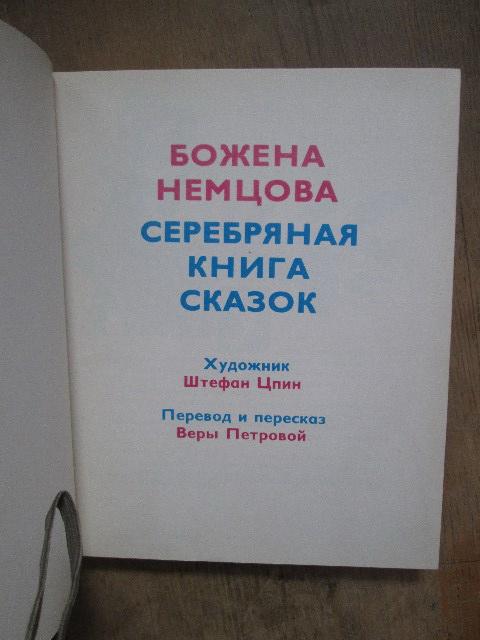 БОЖЕНА
НЕМЦОВА
СЕРЕБРЯНАЯ
КНИГА
СКАЗОК
Художник
Штефан Цпин
Перевод и пересказ
Веры Петровой